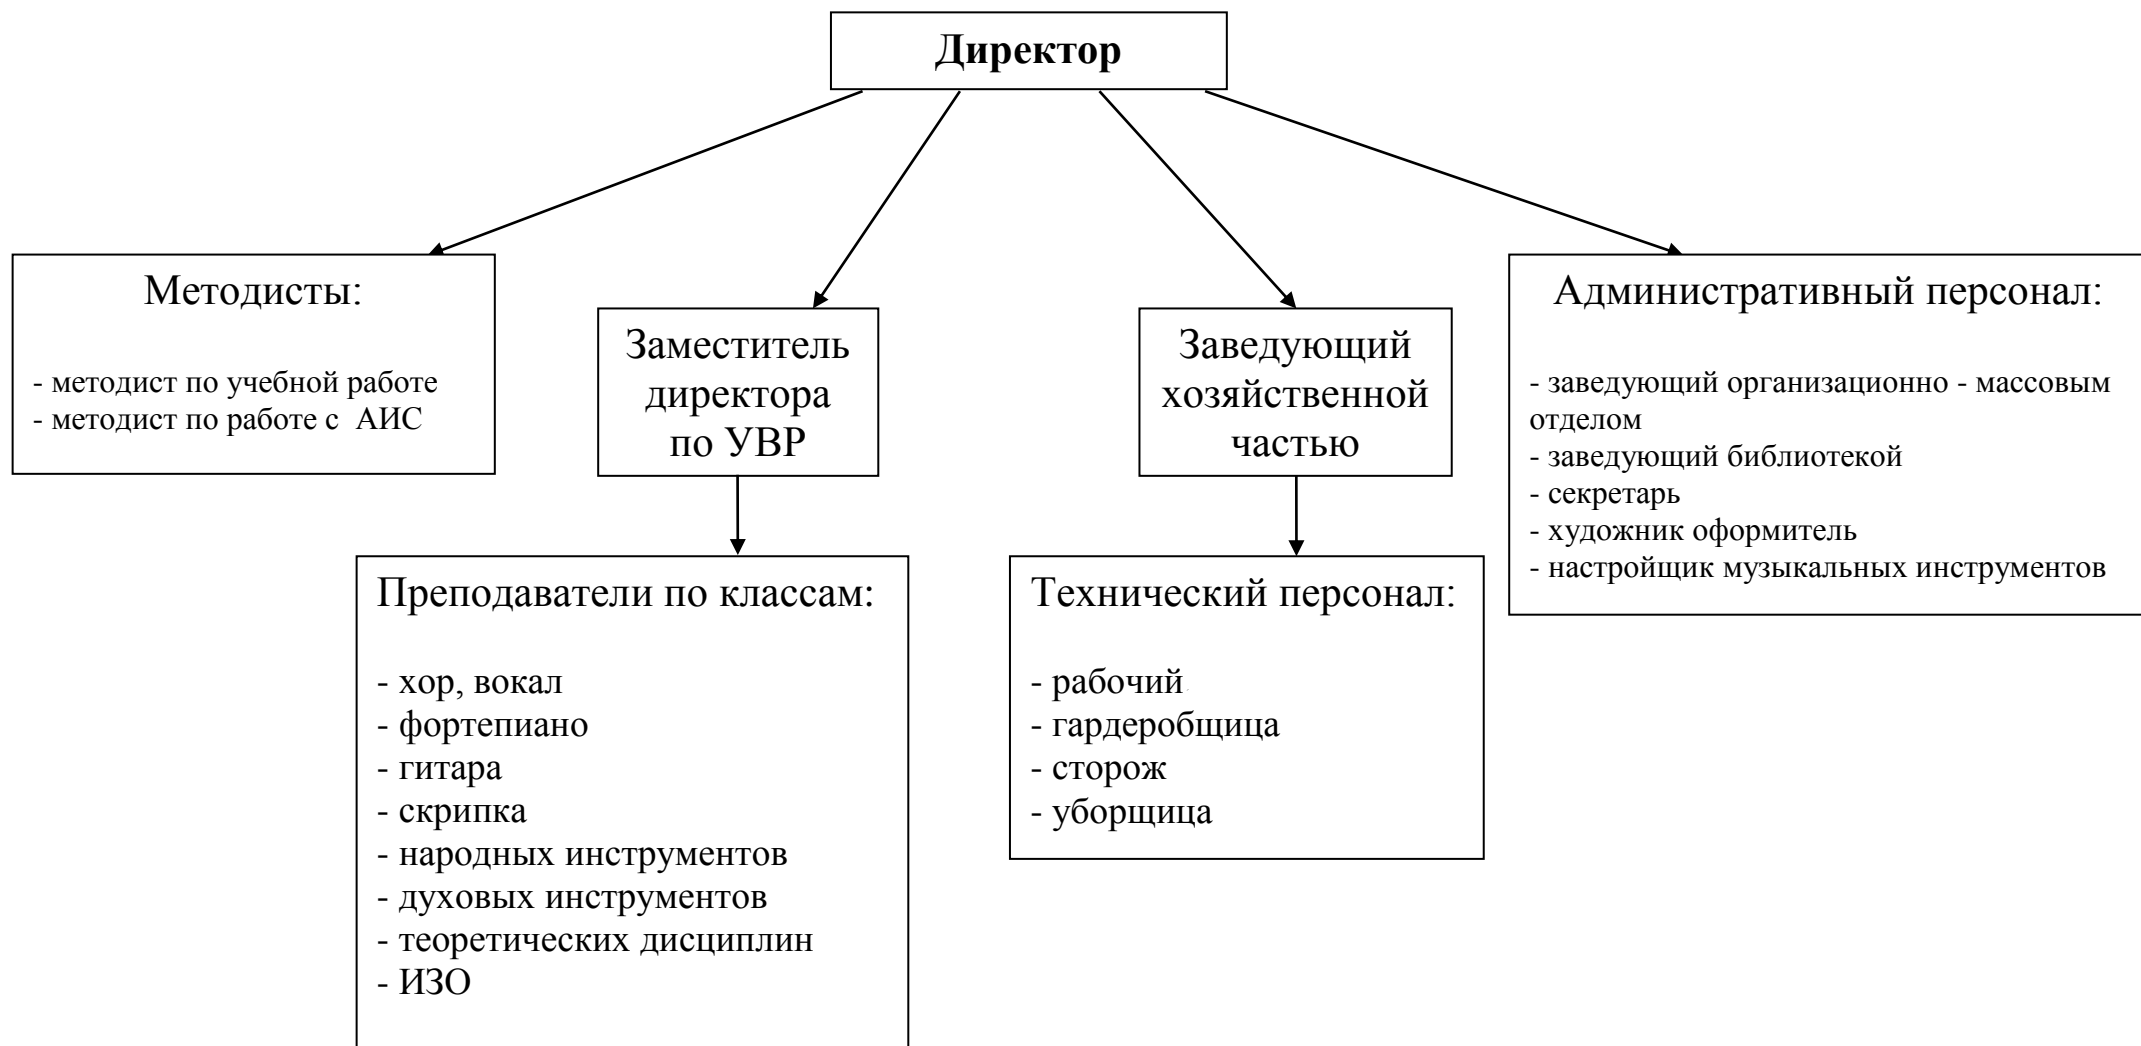 Директор
Методисты:
- методист по учебной работе
- методист по работе с  АИС
Заместитель
директора
по УВР
Заведующий
хозяйственной
частью
Административный персонал:
- заведующий организационно - массовым
отделом
- заведующий библиотекой
- секретарь
- художник оформитель
- настройщик музыкальных инструментов
Преподаватели по классам:
- хор, вокал
- фортепиано
- гитара
- скрипка
- народных инструментов
- духовых инструментов
- теоретических дисциплин
- ИЗО
Технический персонал:
- рабочий
- гардеробщица
- сторож
- уборщица